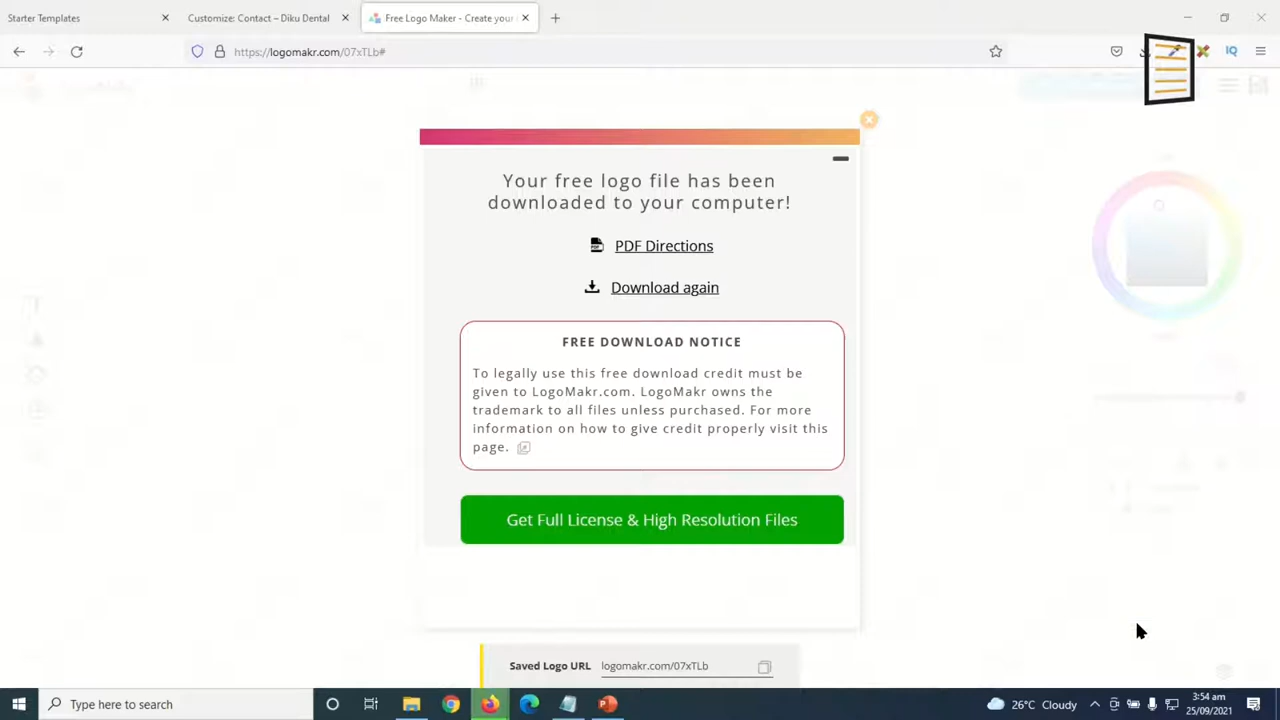 Starter Templates
Customize: Contact – Diku Dental
Free Logo Maker - Create your
https://logomakr.com/07xTLb#
IQ
Your free logo file has been
downloaded to your computer!
PDF Directions
Download again
FREE DOWNLOAD NOTICE
To legally use this free download credit must be
given to LogoMakr.com. LogoMakr owns the
trademark to all files unless purchased. For more
information on how to give credit properly visit this
page.
Get Full License & High Resolution Files
Saved Logo URL logomakr.com/07xTLb
Type here to search
26°C Cloudy
3:54 am
25/09/2021